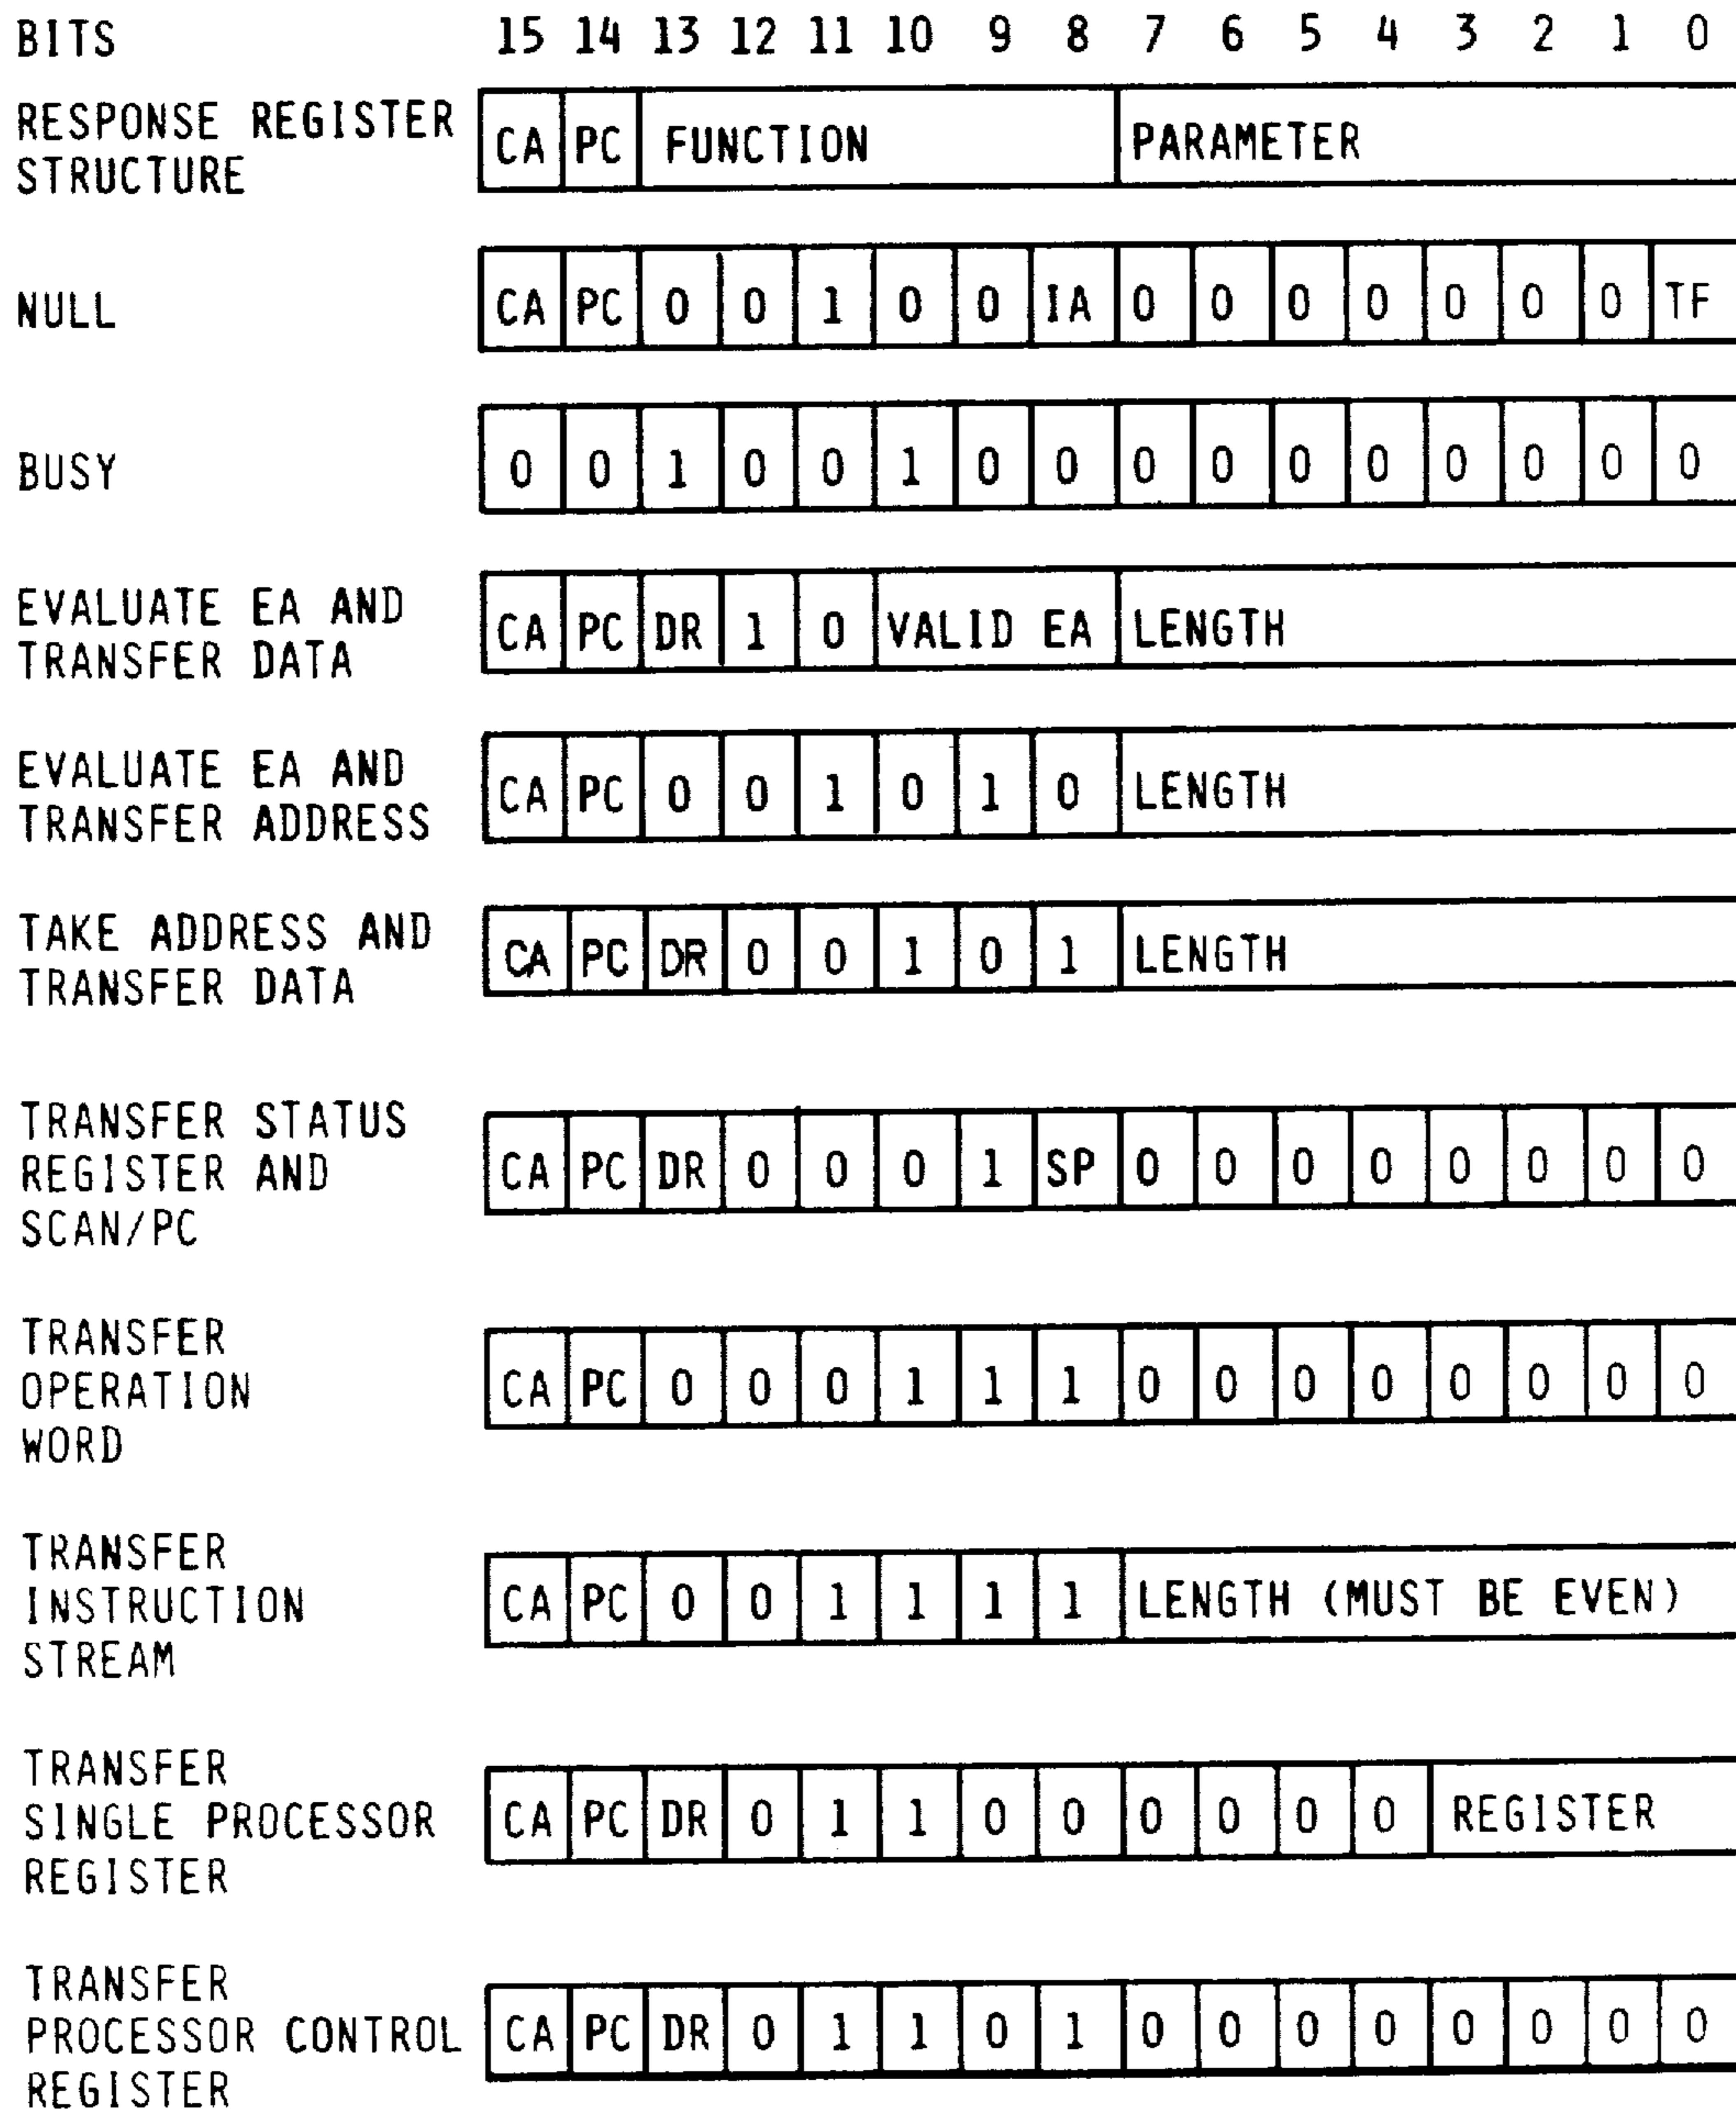 BITS 15 14 13 12 11 10 9 8 7 6 5 4 3 2 1 0
RESPONSE REGISTER
STRUCTURE
CA PC FUNCTION PARAMETER
NULL CA PC 0 0 1 0 0 IA 0 0 0 0 0 0 0 TF
BUSY 0 0 1 0 0 1 0 0 0 0 0 0 0 0 0 0
EVALUATE EA AND
TRANSFER DATA
CA PC DR 1 0 VALID EA LENGTH
EVALUATE EA AND
TRANSFER ADDRESS
CA PC 0 0 1 0 1 0 LENGTH
TAKE ADDRESS AND
TRANSFER DATA
CA PC DR 0 0 1 0 1 LENGTH
TRANSFER STATUS
REGISTER AND
SCAN/PC
CA PC DR 0 0 0 1 SP 0 0 0 0 0 0 0 0
TRANSFER
OPERATION
WORD
CA PC 0 0 0 1 1 1 0 0 0 0 0 0 0 0
TRANSFER
INSTRUCTION
STREAM
CA PC 0 0 1 1 1 1 LENGTH (MUST BE EVEN)
TRANSFER
SINGLE PROCESSOR
REGISTER
CA PC DR 0 1 1 0 0 0 0 0 0 REGISTER
TRANSFER
PROCESSOR CONTROL
REGISTER
CA PC DR 0 1 1 0 1 0 0 0 0 0 0 0 0